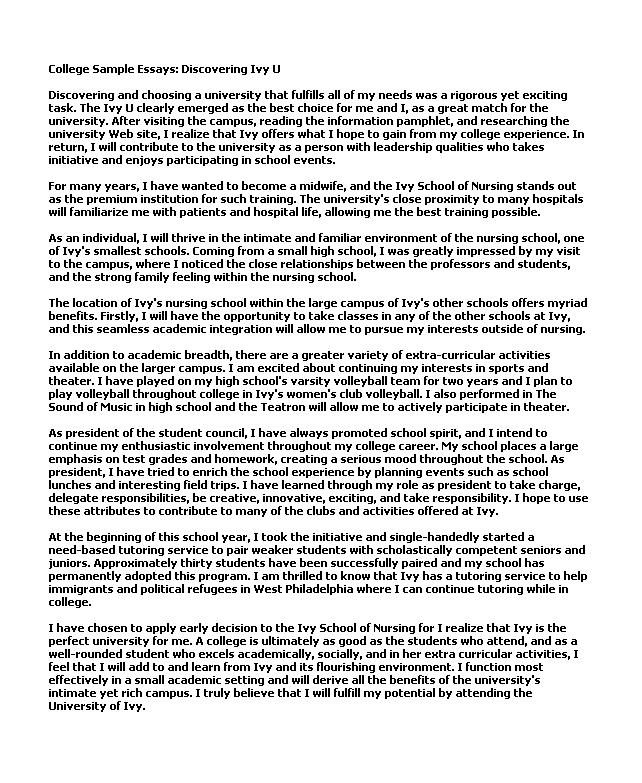 College Sample Essays: Discovering Ivy U
Discovering and choosing a university that fulfills all of my needs was a rigorous yet exciting
task. The Ivy U clearly emerged as the best choice for me and I, as a great match for the
university. After visiting the campus, reading the information pamphlet, and researching the
university Web site, I realize that Ivy offers what I hope to gain from my college experience. In
return, I will contribute to the university as a person with leadership qualities who takes
initiative and enjoys participating in school events.
For many years, I have wanted to become a midwife, and the Ivy School of Nursing stands out
as the premium institution for such training. The university's close proximity to many hospitals
will familiarize me with patients and hospital life, allowing me the best training possible.
As an individual, I will thrive in the intimate and familiar environment of the nursing school, one
of Ivy's smallest schools. Coming from a small high school, I was greatly impressed by my visit
to the campus, where I noticed the close relationships between the professors and students,
and the strong family feeling within the nursing school.
The location of Ivy's nursing school within the large campus of Ivy's other schools offers myriad
benefits. Firstly, I will have the opportunity to take classes in any of the other schools at Ivy,
and this seamless academic integration will allow me to pursue my interests outside of nursing.
In addition to academic breadth, there are a greater variety of extra-curricular activities
available on the larger campus. I am excited about continuing my interests in sports and
theater. I have played on my high school's varsity volleyball team for two years and I plan to
play volleyball throughout college in Ivy's women's club volleyball. I also performed in The
Sound of Music in high school and the Teatron will allow me to actively participate in theater.
As president of the student council, I have always promoted school spirit, and I intend to
continue my enthusiastic involvement throughout my college career. My school places a large
emphasis on test grades and homework, creating a serious mood throughout the school. As
president, I have tried to enrich the school experience by planning events such as school
lunches and interesting field trips. I have learned through my role as president to take charge,
delegate responsibilities, be creative, innovative, exciting, and take responsibility. I hope to use
these attributes to contribute to many of the clubs and activities offered at Ivy.
At the beginning of this school year, I took the initiative and single-handedly started a
need-based tutoring service to pair weaker students with scholastically competent seniors and
juniors. Approximately thirty students have been successfully paired and my school has
permanently adopted this program. I am thrilled to know that Ivy has a tutoring service to help
immigrants and political refugees in West Philadelphia where I can continue tutoring while in
college.
I have chosen to apply early decision to the Ivy School of Nursing for I realize that Ivy is the
perfect university for me. A college is ultimately as good as the students who attend, and as a
well-rounded student who excels academically, socially, and in her extra curricular activities, I
feel that I will add to and learn from Ivy and its flourishing environment. I function most
effectively in a small academic setting and will derive all the benefits of the university's
intimate yet rich campus. I truly believe that I will fulfill my potential by attending the
University of Ivy.